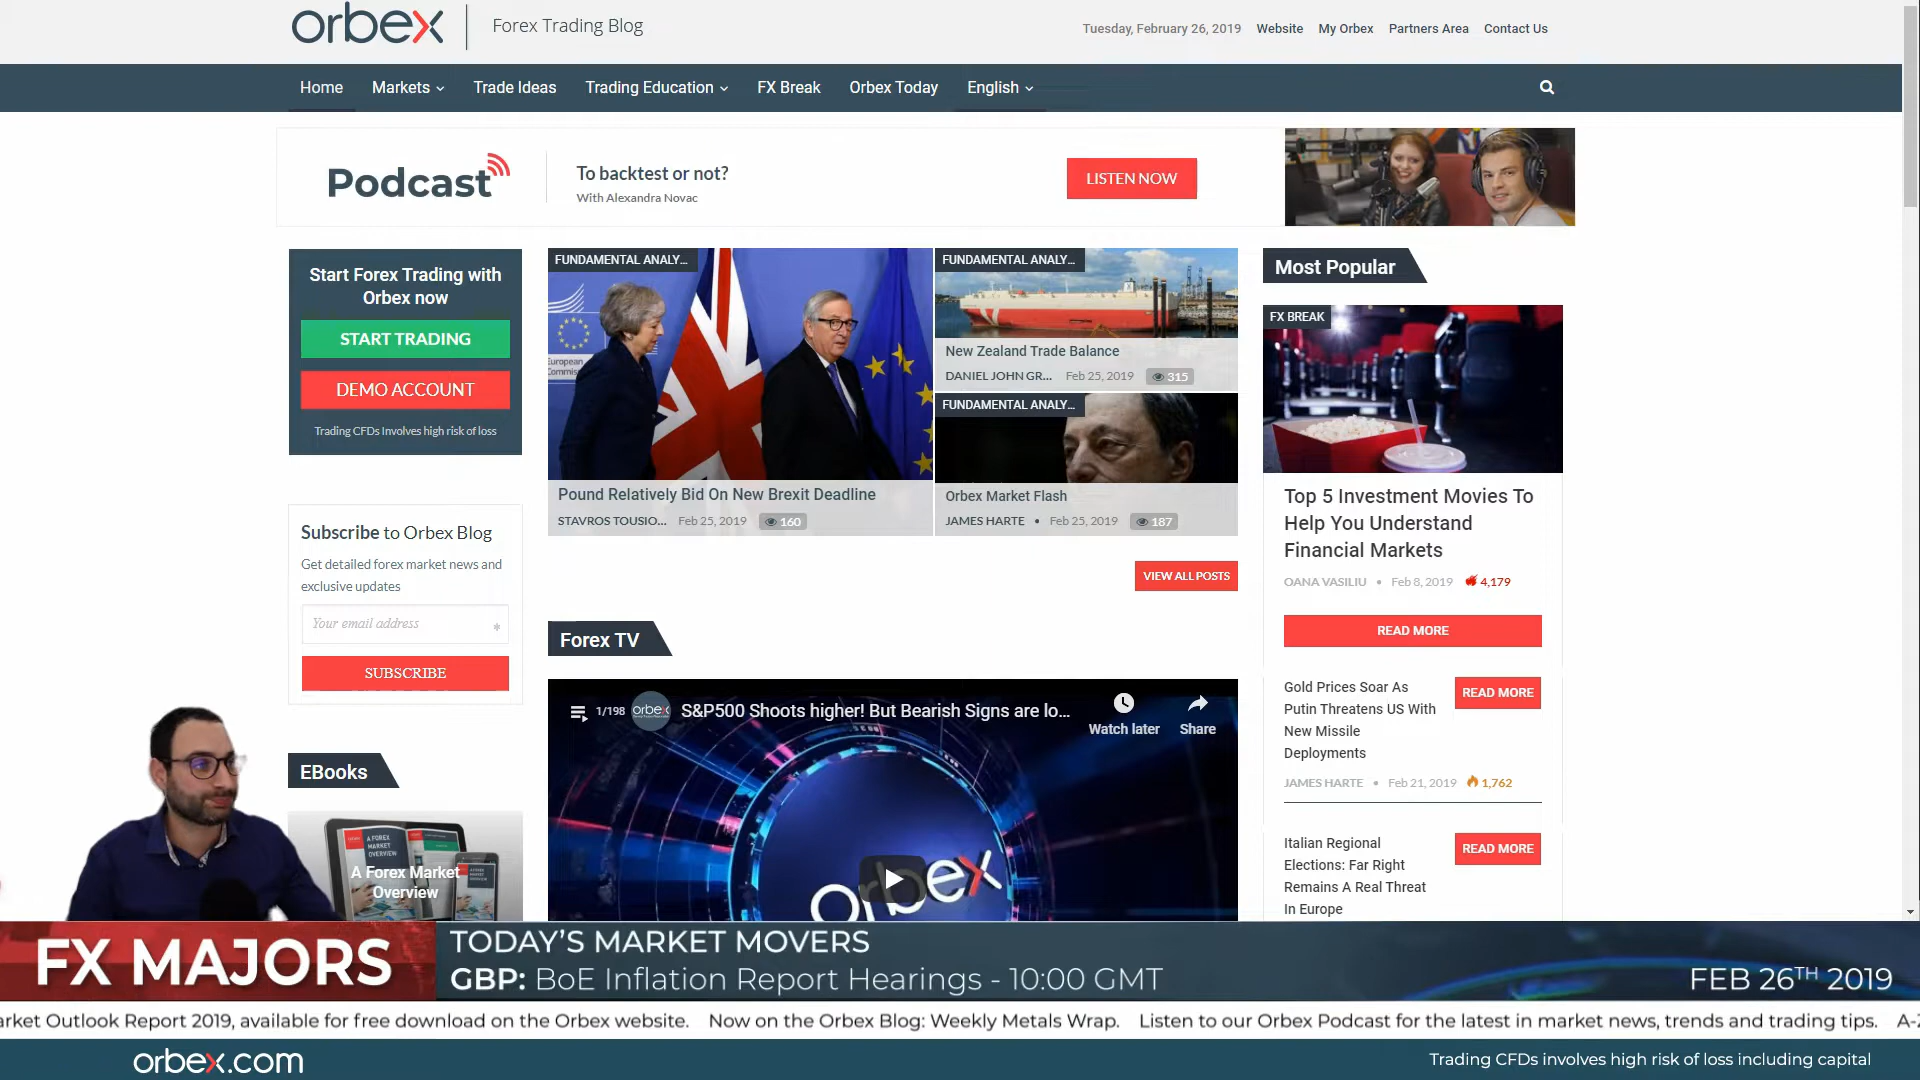 orbex
Forex Trading Blog
Tuesday, February 26, 2019 Website My Orbex Partners Area Contact Us
Home Markets Trade Ideas Trading Education FX Break Orbex Today English
Podcast
To backtest or not?
With Alexandra Novac
LISTEN NOW
Start Forex Trading with
Orbex now
START TRADING
DEMO ACCOUNT
Trading CFDs Involves high risk of loss
Subscribe to Orbex Blog
Get detailed forex market news and
exclusive updates
Your email address *
SUBSCRIBE
EBooks
A FOREX
MARKET
OVERVIEW
A Forex Market
Overview
FUNDAMENTAL ANALY...
European
Commission
Pound Relatively Bid On New Brexit Deadline
STAVROS TOUSIO... Feb 25, 2019 160
FUNDAMENTAL ANALY...
New Zealand Trade Balance
DANIEL JOHN GR... Feb 25, 2019 315
FUNDAMENTAL ANALY...
Orbex Market Flash
JAMES HARTE • Feb 25, 2019 187
VIEW ALL POSTS
Forex TV
1/198 orbex S&P500 Shoots higher! But Bearish Signs are lo...
Watch later Share
orbex
Most Popular
FX BREAK
Top 5 Investment Movies To
Help You Understand
Financial Markets
OANA VASILIU • Feb 8, 2019 4,179
READ MORE
Gold Prices Soar As
Putin Threatens US With
New Missile
Deployments
READ MORE
JAMES HARTE • Feb 21, 2019 1,762
Italian Regional
Elections: Far Right
Remains A Real Threat
In Europe
READ MORE
FX MAJORS
TODAY'S MARKET MOVERS
GBP: BoE Inflation Report Hearings - 10:00 GMT
FEB 26TH 2019
arket Outlook Report 2019, available for free download on the Orbex website. Now on the Orbex Blog: Weekly Metals Wrap. Listen to our Orbex Podcast for the latest in market news, trends and trading tips. A-Z
orbex.com
Trading CFDs involves high risk of loss including capital